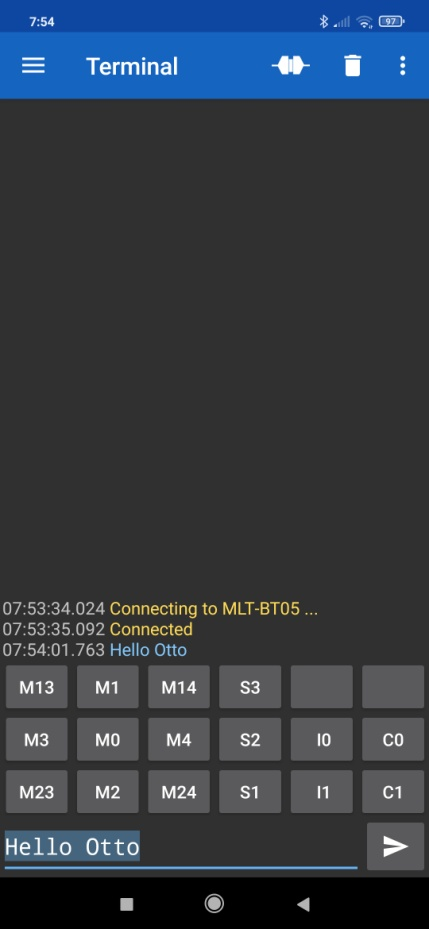 7:54
97
Terminal
07:53:34.024 Connecting to MLT-BT05 ...
07:53:35.092 Connected
07:54:01.763 Hello Otto
M13 M1 M14 S3
M3 M0 M4 S2 I0 C0
M23 M2 M24 S1 I1 C1
Hello Otto